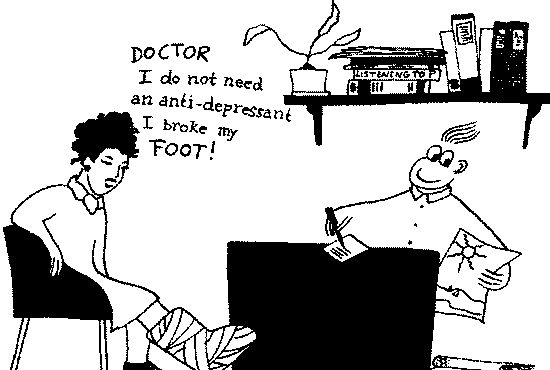 DOCTOR
I do not need
an anti-depressant
I broke my
FOOT!
LISTENING TO P